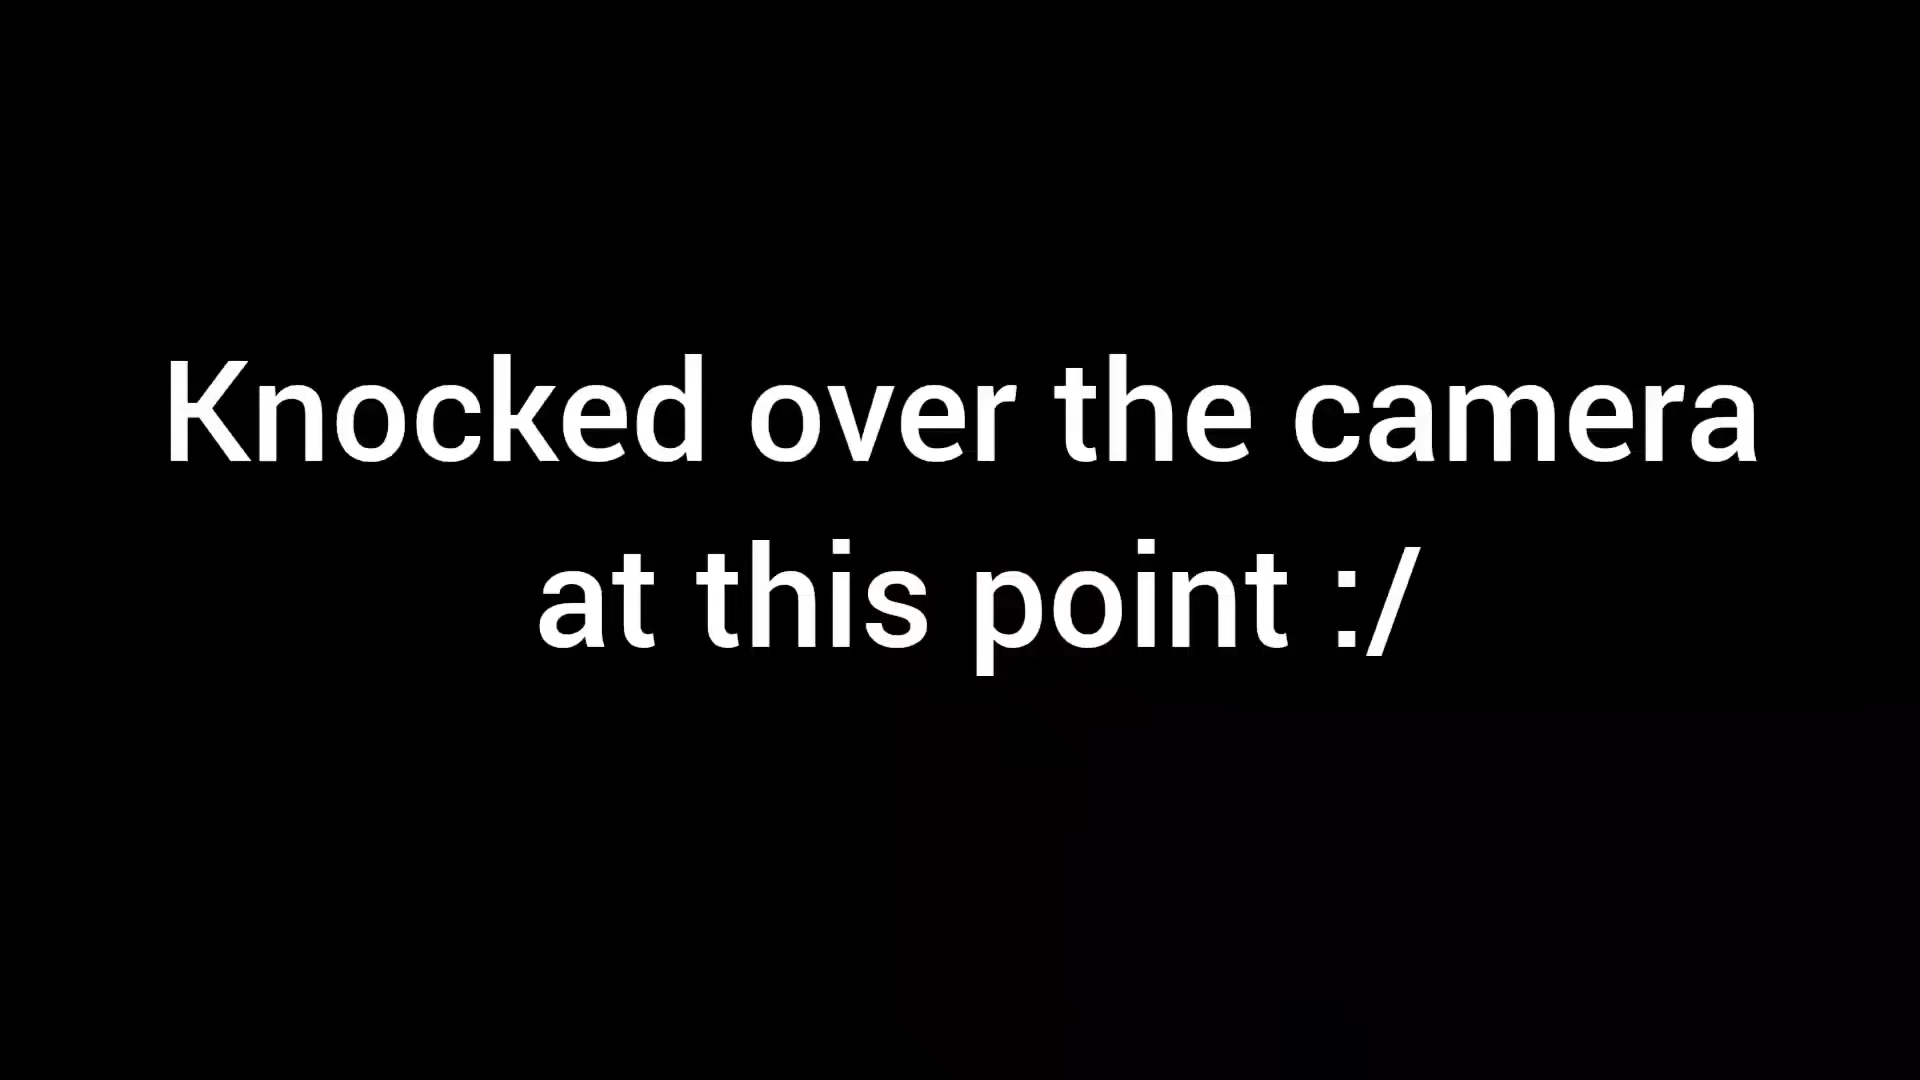 Knocked over the camera
at this point :/